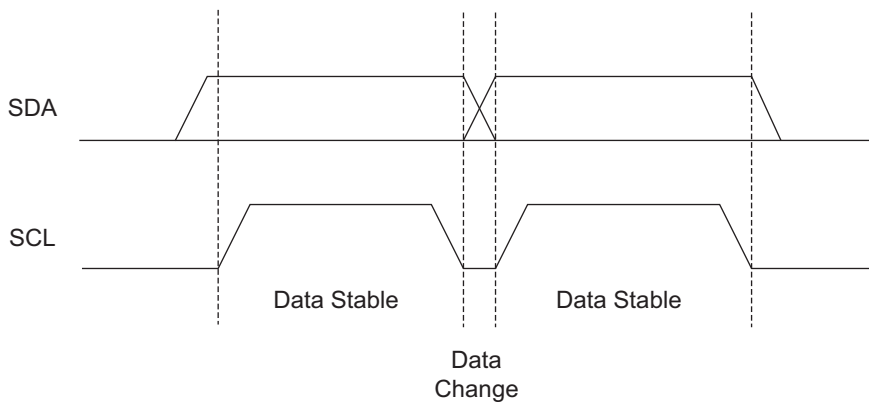 SDA
SCL
Data Stable
Data Stable
Data
Change